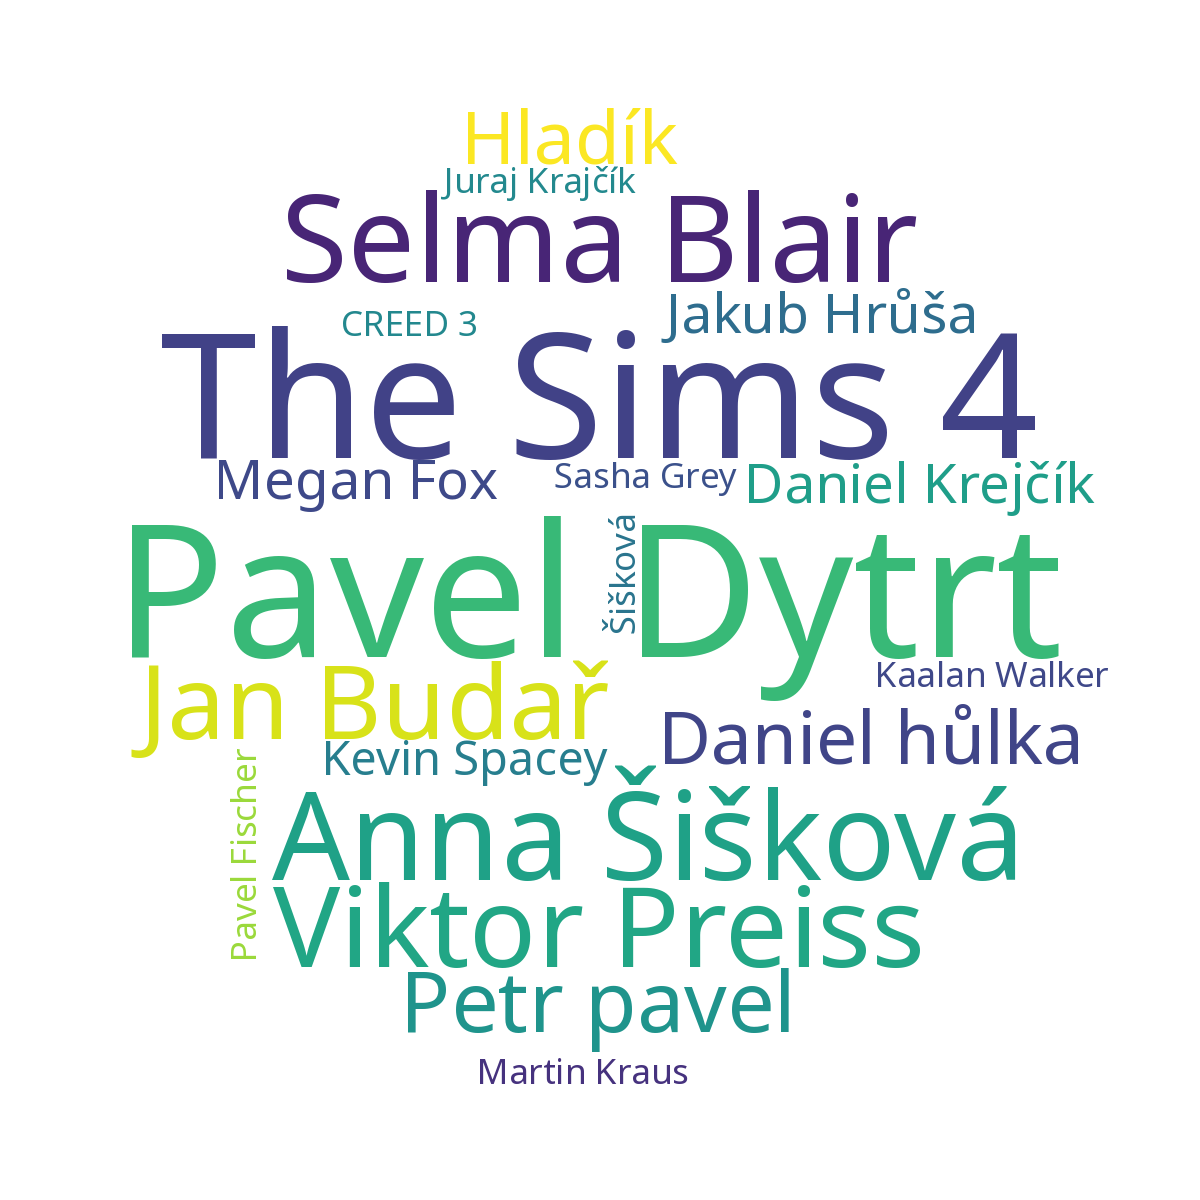 Hladík
Juraj Krajčík
Selma Blair
Jakub Hrůša
CREED 3
The Sims 4
Megan Fox
Sasha Grey
Daniel Krejčík
Pavel Dytrt
Šišková
Jan Budař
Kaalan Walker
Daniel hůlka
Kevin Spacey
Pavel Fischer
Anna Šišková
Viktor Preiss
Petr pavel
Martin Kraus